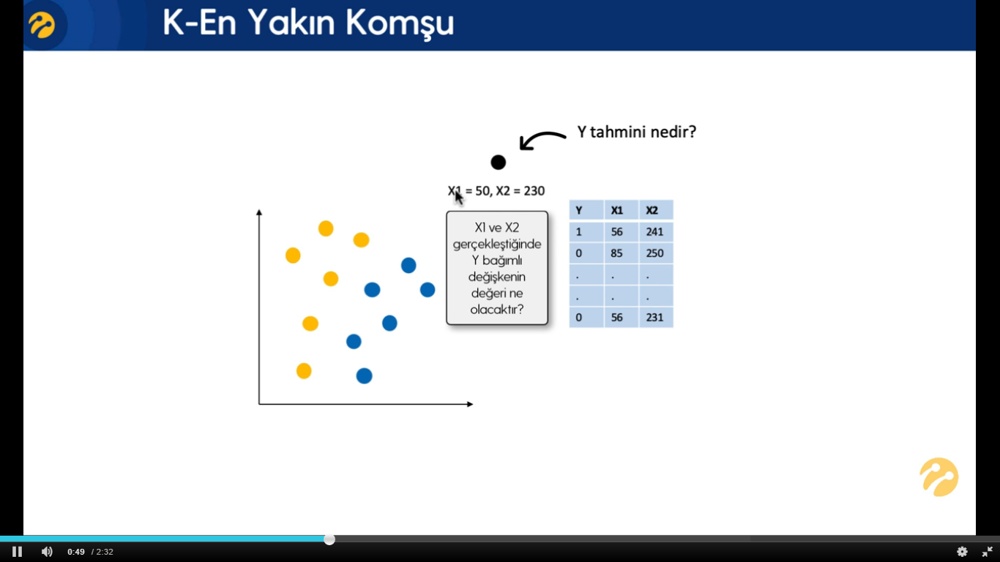 K-En Yakın Komşu
Y tahmini nedir?
X1 = 50, X2 = 230
X1 ve X2
gerçekleştiğinde
Y bağımlı
değişkenin
değeri ne
olacaktır?
Y X1 X2
1 56 241
0 85 250
. . .
. . .
0 56 231
0:49 / 2:32